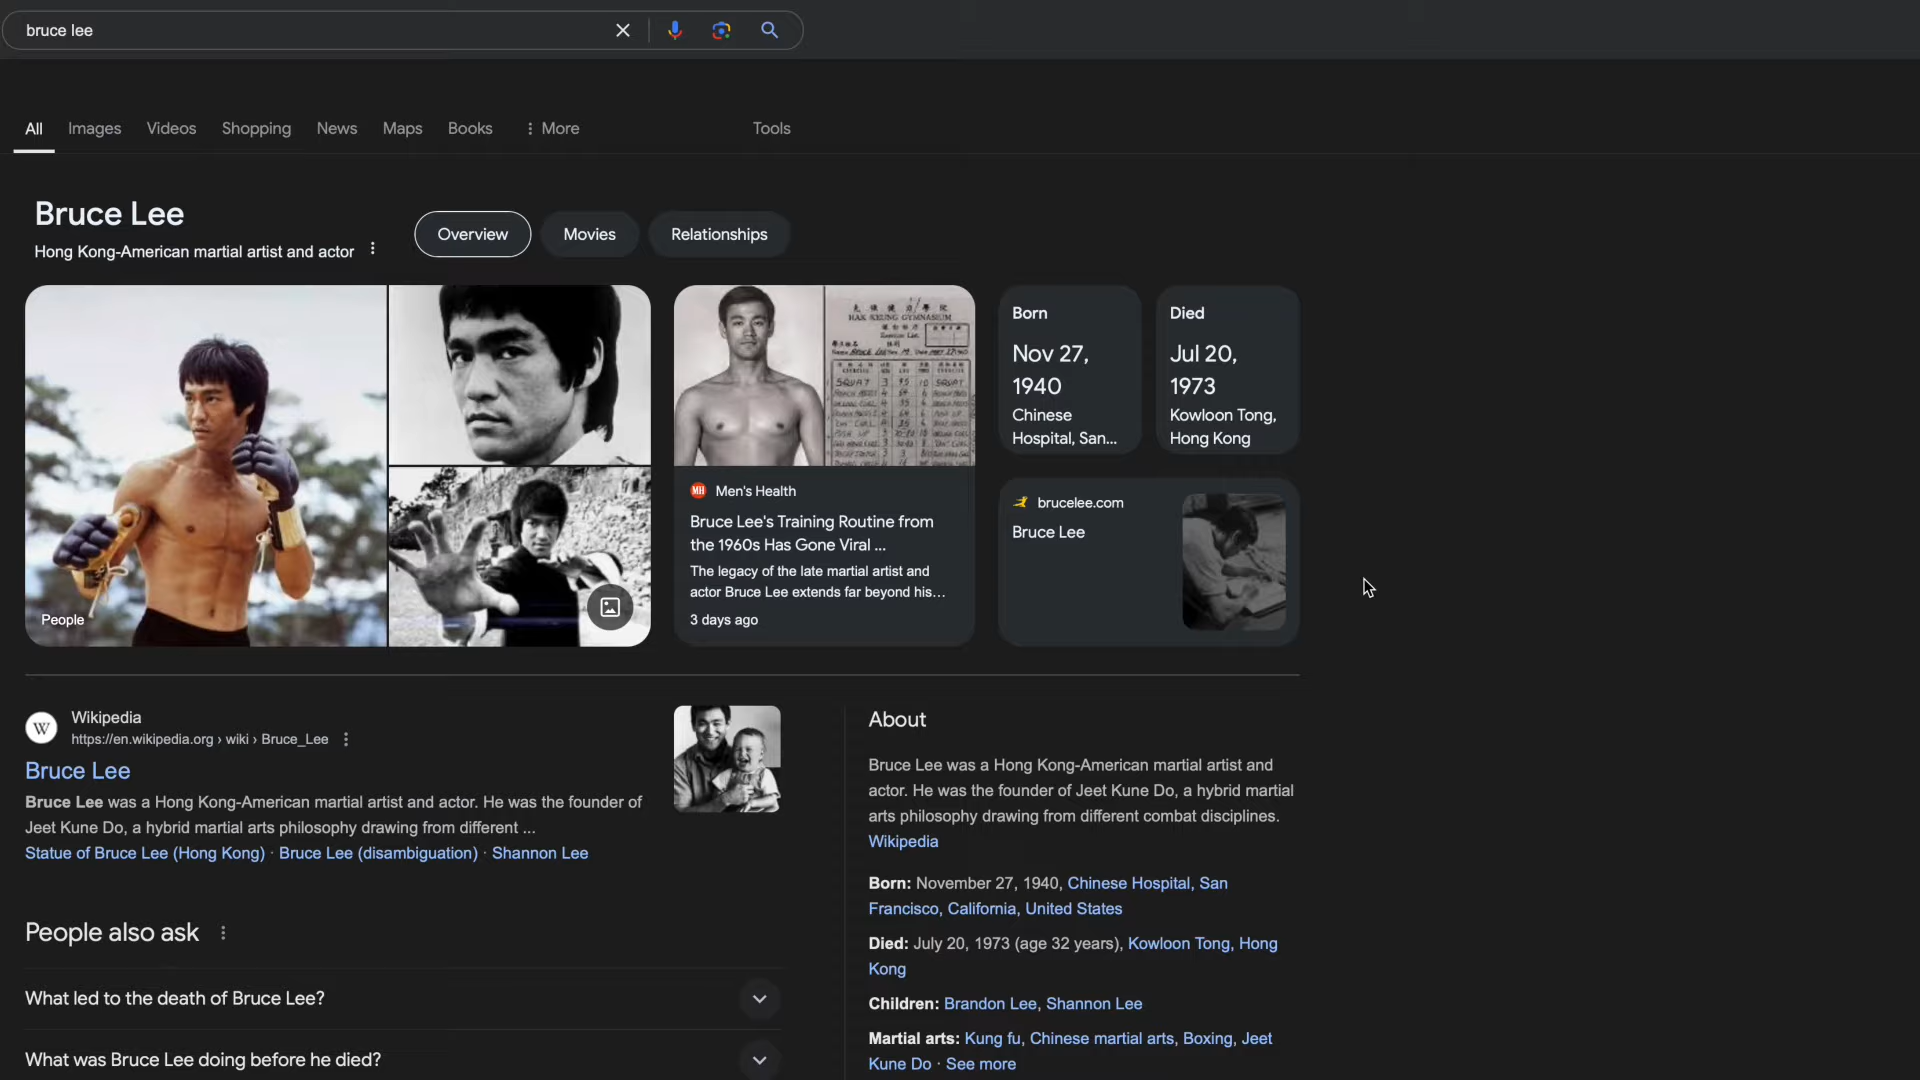 bruce lee
All
Images
Videos
Shopping
News
Maps
Books
More
Tools
Bruce Lee
Hong Kong-American martial artist and actor
Overview
Movies
Relationships
People
HAK KEUNG GYMNASIUM
SQUAT
Men's Health
Bruce Lee's Training Routine from
the 1960s Has Gone Viral ...
The legacy of the late martial artist and
actor Bruce Lee extends far beyond his...
3 days ago
Born
Nov 27,
1940
Chinese
Hospital, San...
Died
Jul 20,
1973
Kowloon Tong,
Hong Kong
brucelee.com
Bruce Lee
W
Wikipedia
https://en.wikipedia.org › wiki › Bruce_Lee
Bruce Lee
Bruce Lee was a Hong Kong-American martial artist and actor. He was the founder of
Jeet Kune Do, a hybrid martial arts philosophy drawing from different ...
Statue of Bruce Lee (Hong Kong) · Bruce Lee (disambiguation) · Shannon Lee
People also ask
What led to the death of Bruce Lee?
What was Bruce Lee doing before he died?
About
Bruce Lee was a Hong Kong-American martial artist and
actor. He was the founder of Jeet Kune Do, a hybrid martial
arts philosophy drawing from different combat disciplines.
Wikipedia
Born: November 27, 1940, Chinese Hospital, San
Francisco, California, United States
Died: July 20, 1973 (age 32 years), Kowloon Tong, Hong
Kong
Children: Brandon Lee, Shannon Lee
Martial arts: Kung fu, Chinese martial arts, Boxing, Jeet
Kune Do · See more